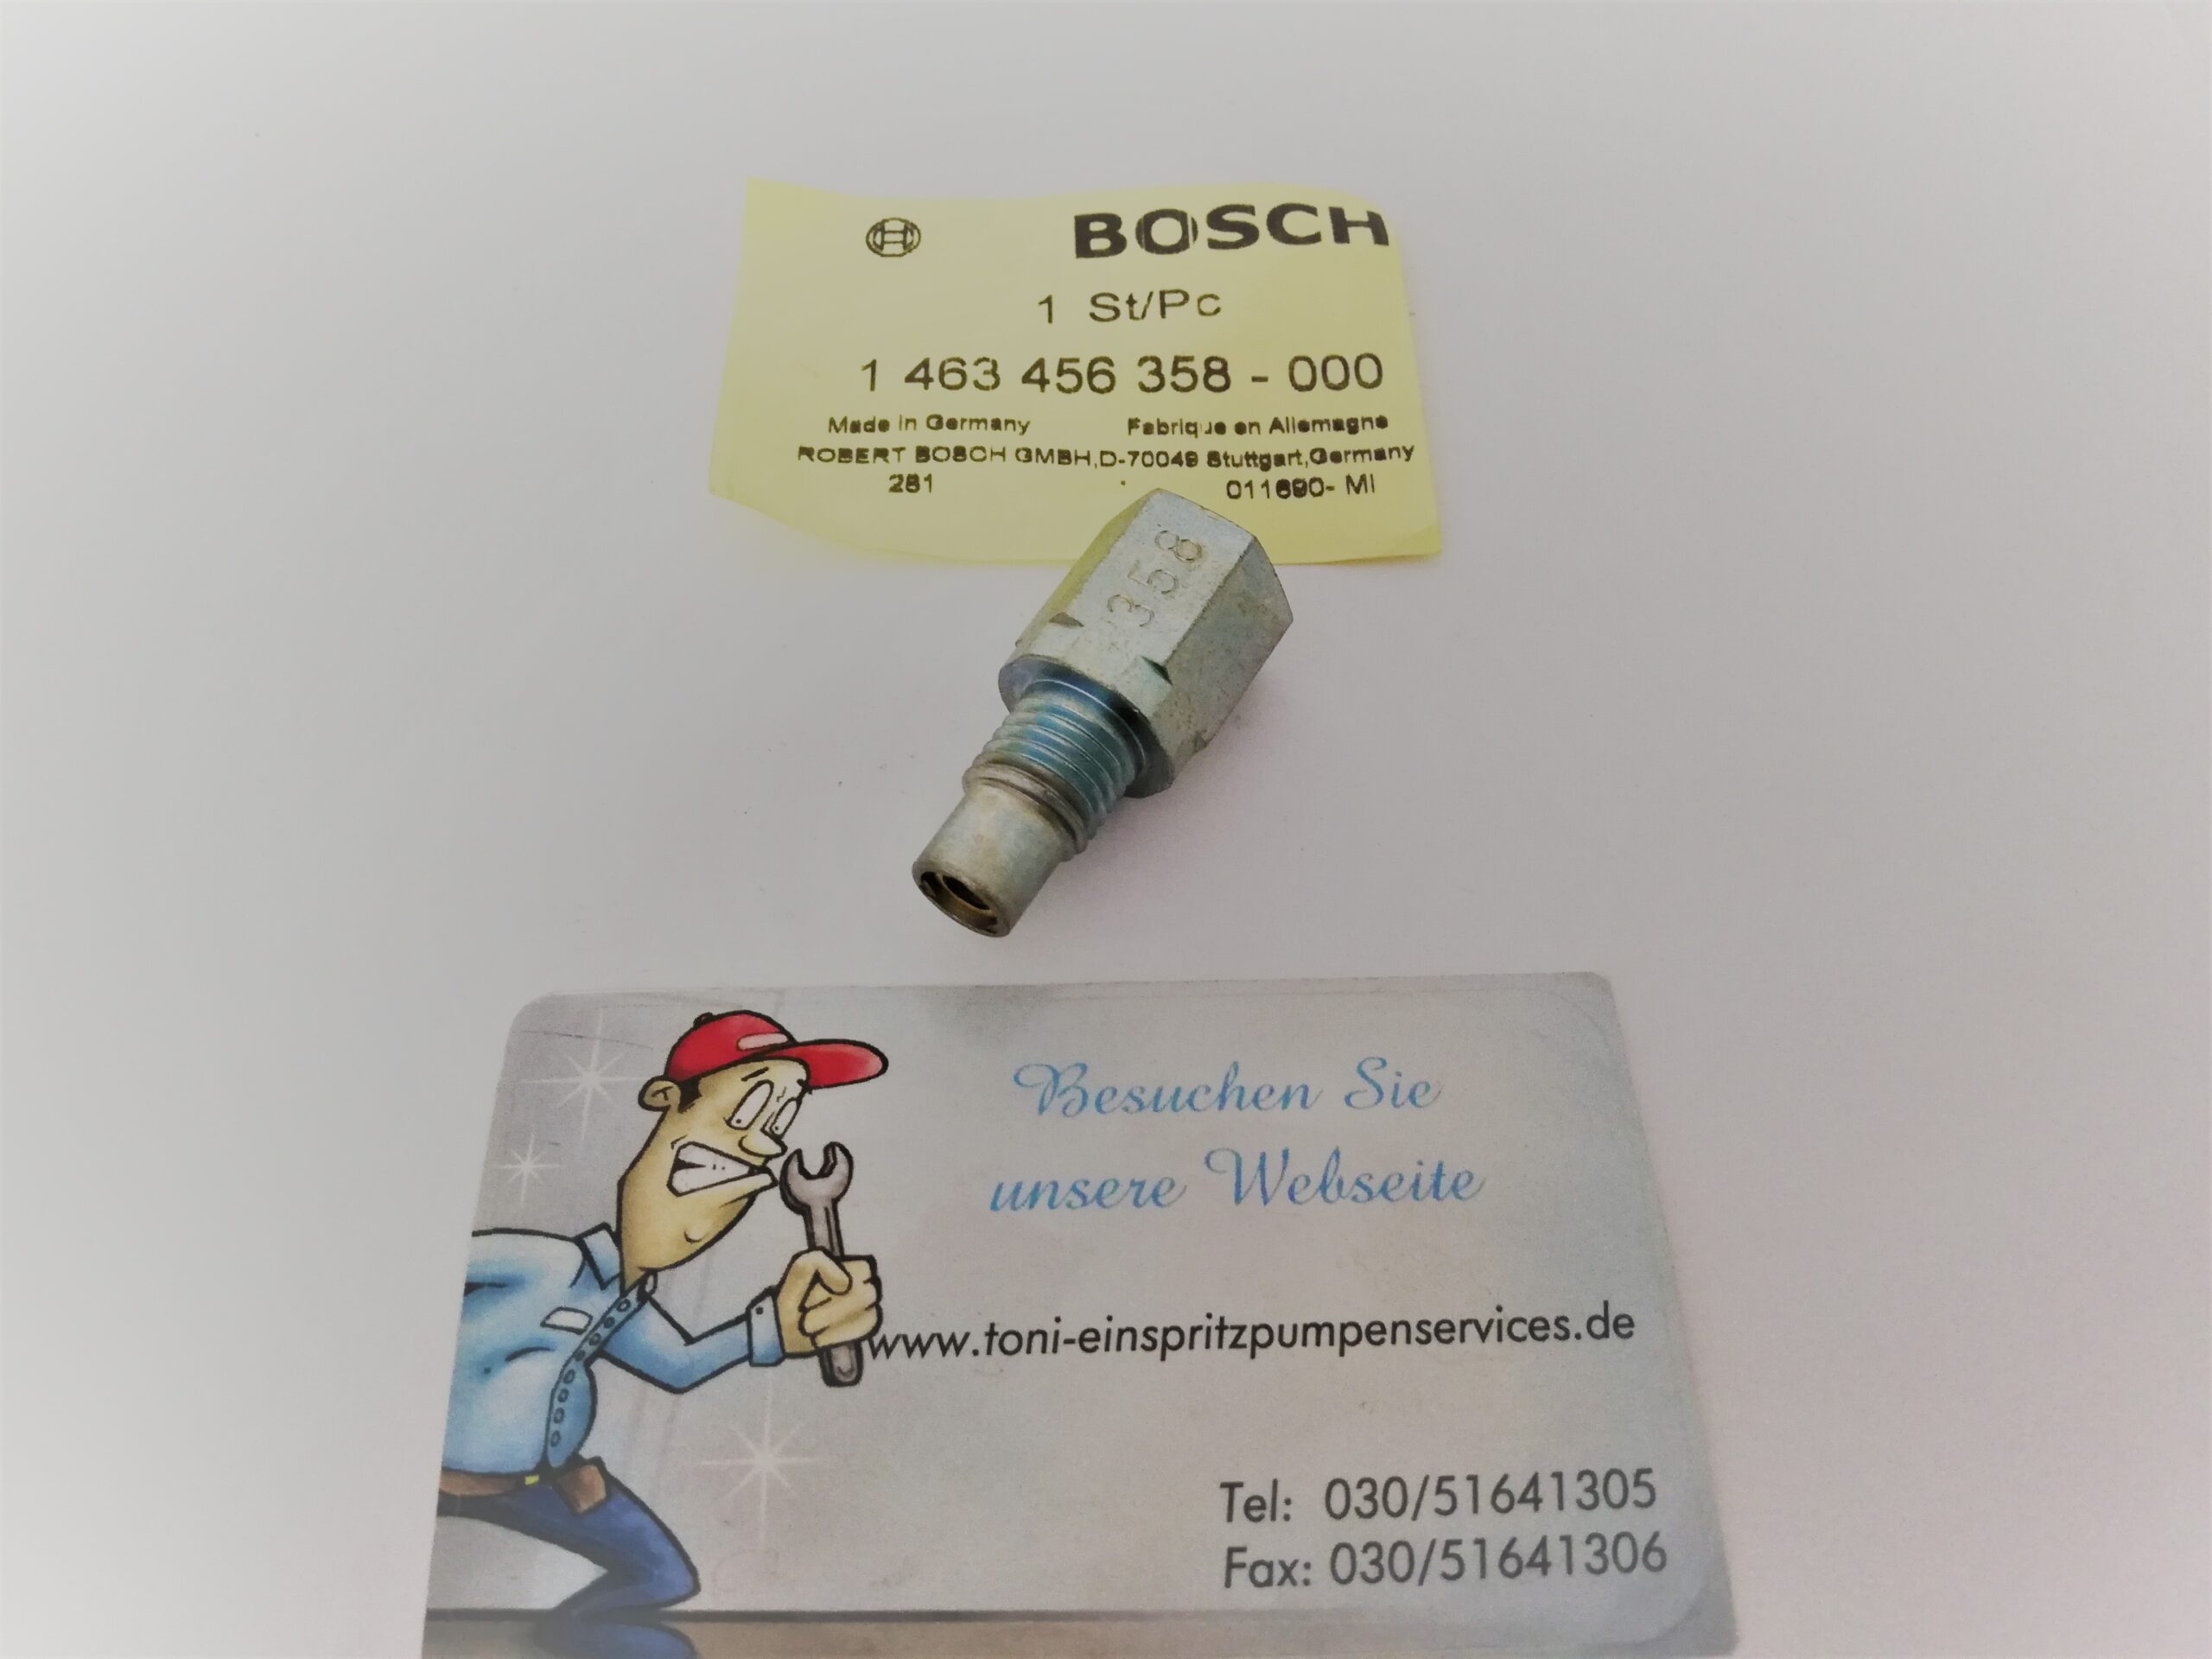 BOSCH
1 St/Pc
1 463 456 358 - 000
Made in Germany Fabrique en Allemagne
ROBERT BOSCH GMBH,D-70049 Stuttgart,Germany
281 011690- MI
358
Besuchen Sie
unsere Webseite
www.toni-einspritzpumpenservices.de
Tel: 030/51641305
Fax: 030/51641306